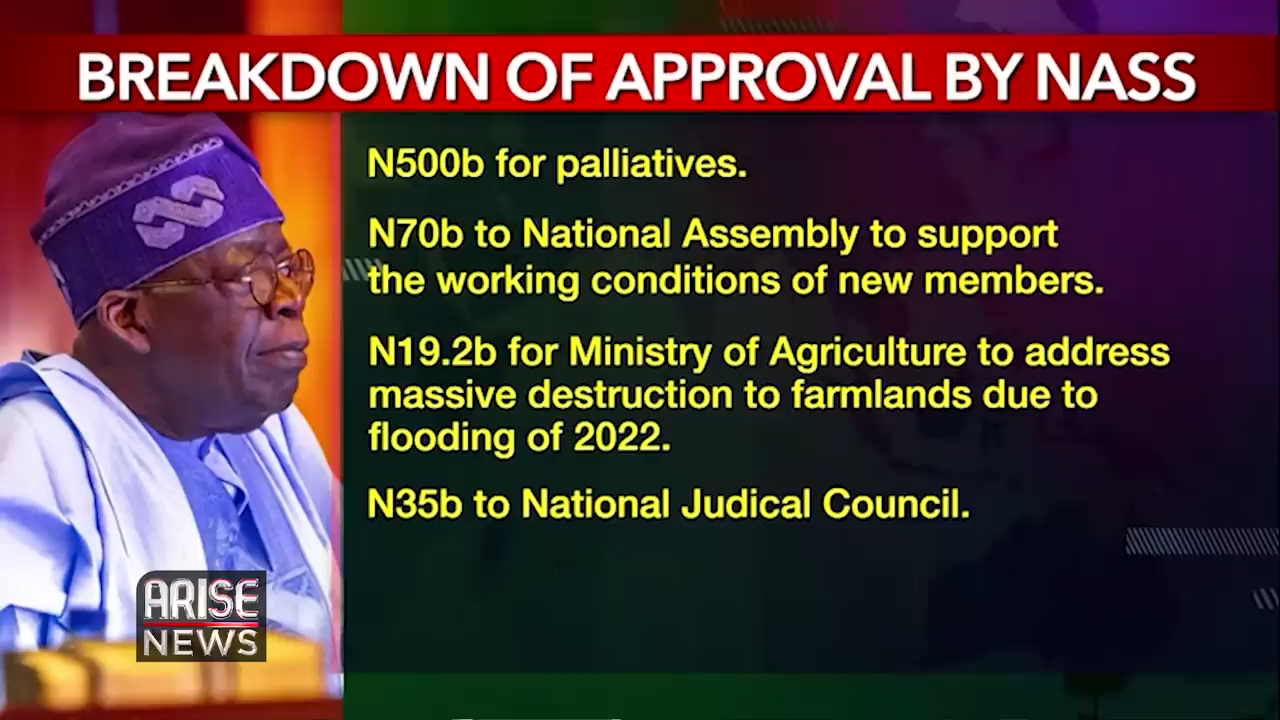 BREAKDOWN OF APPROVAL BY NASS
N500b for palliatives.
N70b to National Assembly to support
the working conditions of new members.
N19.2b for Ministry of Agriculture to address
massive destruction to farmlands due to
flooding of 2022.
N35b to National Judical Council.
ARISE
NEWS